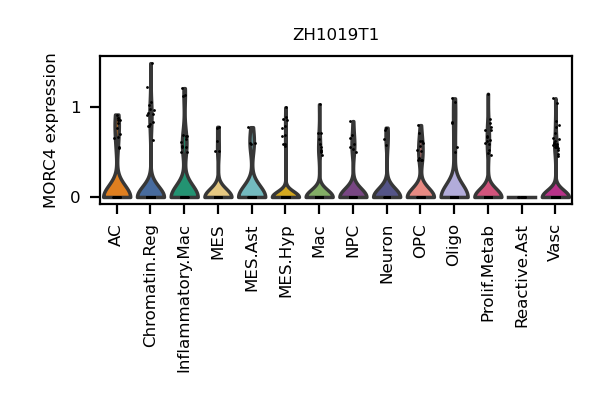 ZH1019T1
MORC4 expression
1
0
AC
Chromatin.Reg
Inflammatory.Mac
MES
MES.Ast
MES.Hyp
Mac
NPC
Neuron
OPC
Oligo
Prolif.Metab
Reactive.Ast
Vasc